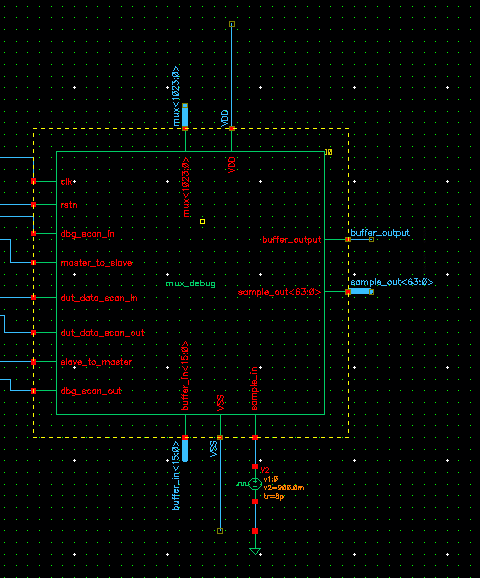 mux<1023:0>
VDD
I0
mux<1023:0>
VDD
clk
rstn
dbg_scan_in
master_to_slave
dut_data_scan_in
dut_data_scan_out
slave_to_master
dbg_scan_out
mux_debug
buffer_output
buffer_output
sample_out<63:0>
sample_out<63:0>
buffer_in<15:0>
VSS
sample_in
buffer_in<15:0>
VSS
v1:0
v2=900.0m
tr=8p